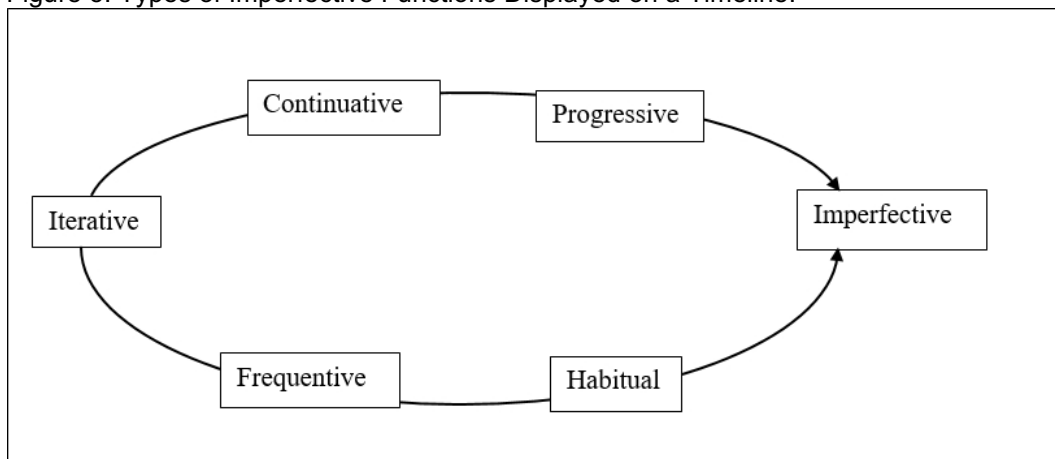 Figure 3: Types of Imperfective Functions Displayed on a Timeline.
Continuative
Progressive
Iterative
Imperfective
Frequentive
Habitual